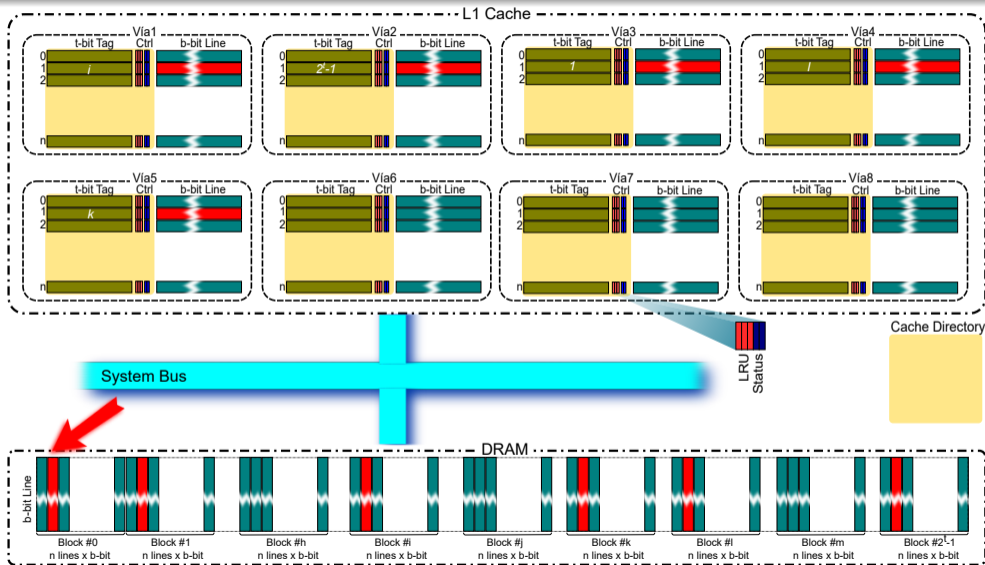 L1 Cache
Vía1
t-bit Tag Ctrl b-bit Line
0
1
2
i
n
Vía2
t-bit Tag Ctrl b-bit Line
0
1
2
2^t-1
n
Vía3
t-bit Tag Ctrl b-bit Line
0
1
2
1
n
Vía4
t-bit Tag Ctrl b-bit Line
0
1
2
l
n
Vía5
t-bit Tag Ctrl b-bit Line
0
1
2
k
n
Vía6
t-bit Tag Ctrl b-bit Line
0
1
2
n
Vía7
t-bit Tag Ctrl b-bit Line
0
1
2
n
Vía8
t-bit Tag Ctrl b-bit Line
0
1
2
n
LRU
Status
Cache Directory
System Bus
DRAM
b-bit Line
Block #0
n lines x b-bit
Block #1
n lines x b-bit
Block #h
n lines x b-bit
Block #i
n lines x b-bit
Block #j
n lines x b-bit
Block #k
n lines x b-bit
Block #l
n lines x b-bit
Block #m
n lines x b-bit
Block #2^t-1
n lines x b-bit